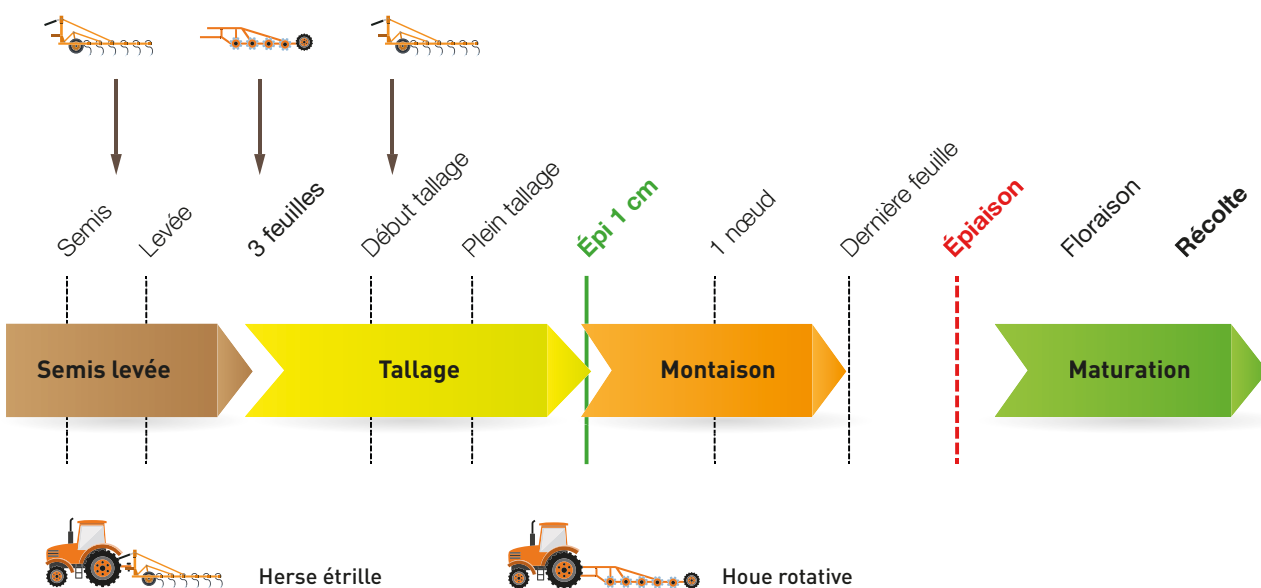 Semis
Levée
3 feuilles
Début tallage
Plein tallage
Épi 1 cm
1 nœud
Dernière feuille
Épiaison
Floraison
Récolte
Semis levée
Tallage
Montaison
Maturation
Herse étrille
Houe rotative